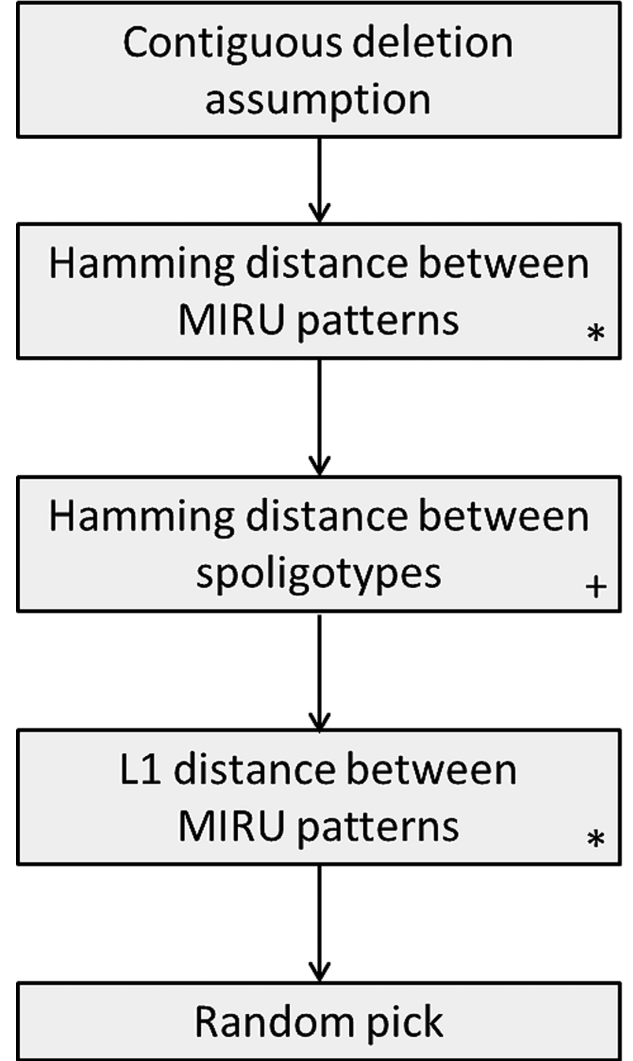 Contiguous deletion
assumption
Hamming distance between
MIRU patterns *
Hamming distance between
spoligotypes +
L1 distance between
MIRU patterns *
Random pick